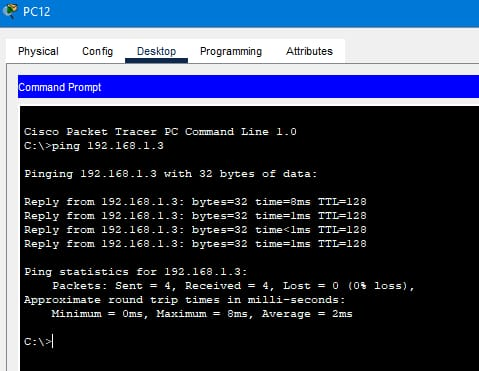 PC12
Physical Config Desktop Programming Attributes
Command Prompt
Cisco Packet Tracer PC Command Line 1.0
C:\>ping 192.168.1.3
Pinging 192.168.1.3 with 32 bytes of data:
Reply from 192.168.1.3: bytes=32 time=8ms TTL=128
Reply from 192.168.1.3: bytes=32 time=1ms TTL=128
Reply from 192.168.1.3: bytes=32 time<1ms TTL=128
Reply from 192.168.1.3: bytes=32 time=1ms TTL=128
Ping statistics for 192.168.1.3:
Packets: Sent = 4, Received = 4, Lost = 0 (0% loss),
Approximate round trip times in milli-seconds:
Minimum = 0ms, Maximum = 8ms, Average = 2ms
C:\>